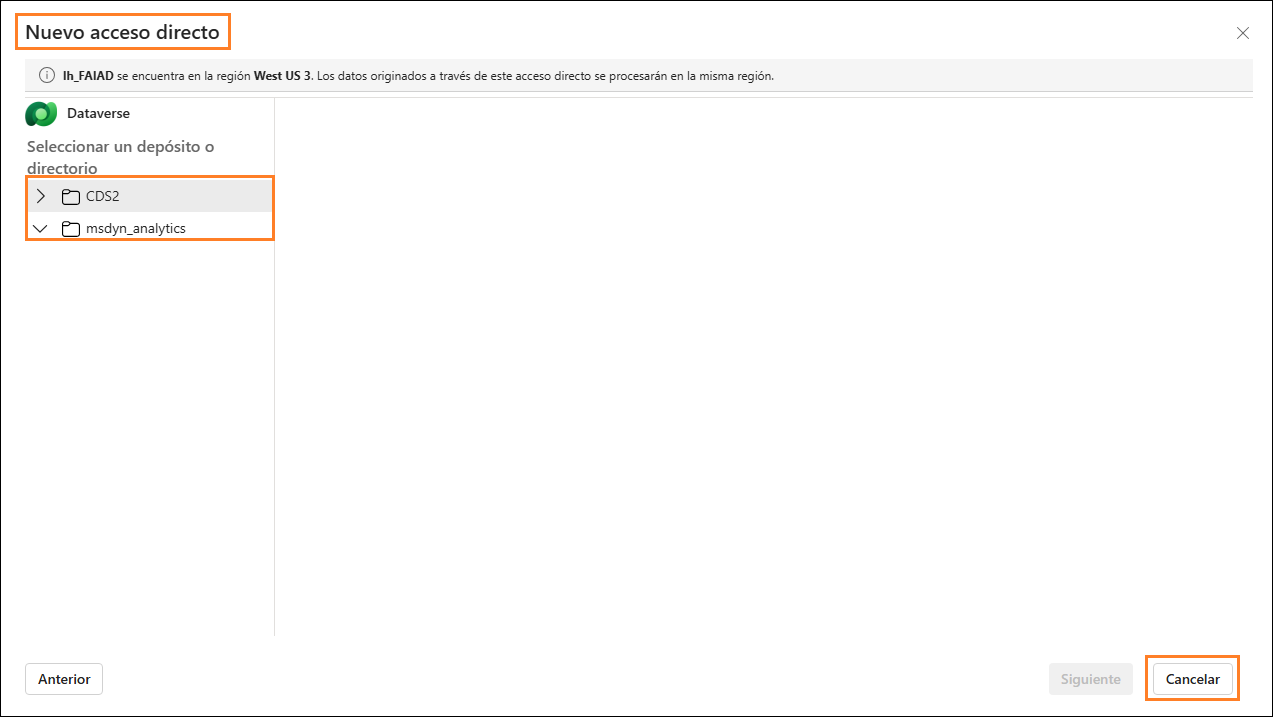 Nuevo acceso directo
lh_FAIAD se encuentra en la región West US 3. Los datos originados a través de este acceso directo se procesarán en la misma región.
Dataverse
Seleccionar un depósito o
directorio
CDS2
msdyn_analytics
Anterior
Siguiente
Cancelar